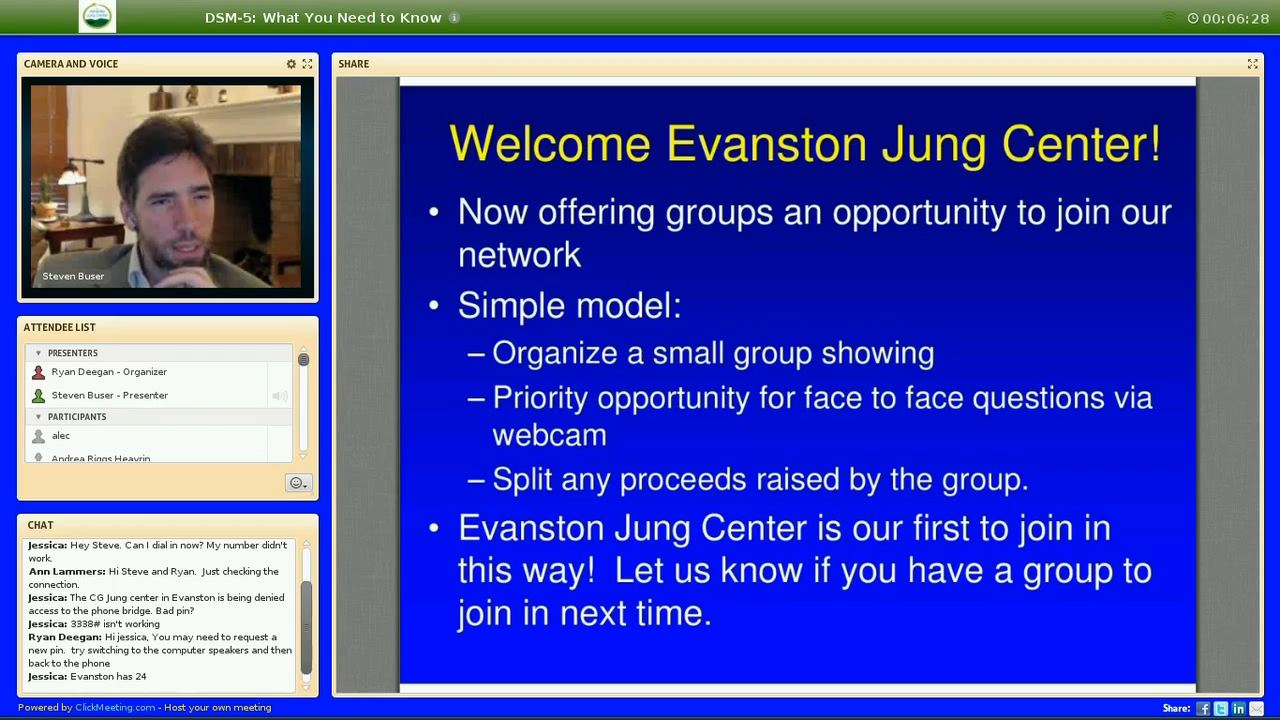 DSM-5: What You Need to Know
00:06:28
CAMERA AND VOICE
Steven Buser
ATTENDEE LIST
PRESENTERS
Ryan Deegan - Organizer
Steven Buser - Presenter
PARTICIPANTS
alec
Andrea Riggs Heavrin
CHAT
Jessica: Hey Steve. Can I dial in now? My number didn't
work.
Ann Lammers: Hi Steve and Ryan. Just checking the
connection.
Jessica: The CG Jung center in Evanston is being denied
access to the phone bridge. Bad pin?
Jessica: 3338# isn't working
Ryan Deegan: Hi jessica, You may need to request a
new pin. try switching to the computer speakers and then
back to the phone
Jessica: Evanston has 24
SHARE
Welcome Evanston Jung Center!
• Now offering groups an opportunity to join our
network
• Simple model:
– Organize a small group showing
– Priority opportunity for face to face questions via
webcam
– Split any proceeds raised by the group.
• Evanston Jung Center is our first to join in
this way! Let us know if you have a group to
join in next time.
Powered by ClickMeeting.com - Host your own meeting
Share: